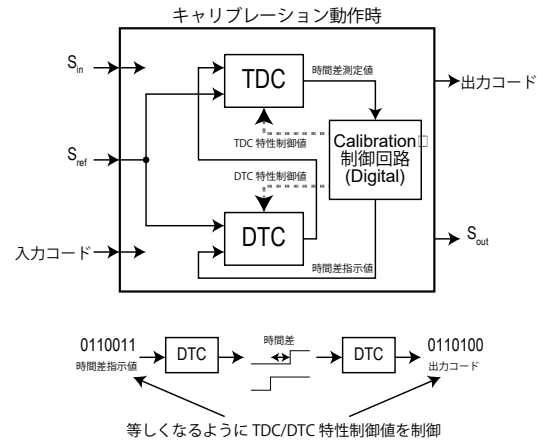 キャリブレーション動作時
Sin
TDC
時間差測定値
出力コード
TDC 特性制御値
Calibration
制御回路
(Digital)
Sref
DTC 特性制御値
DTC
Sout
入力コード
時間差指示値
0110011
時間差指示値
DTC
時間差
DTC
0110100
出力コード
等しくなるように TDC/DTC 特性制御値を制御